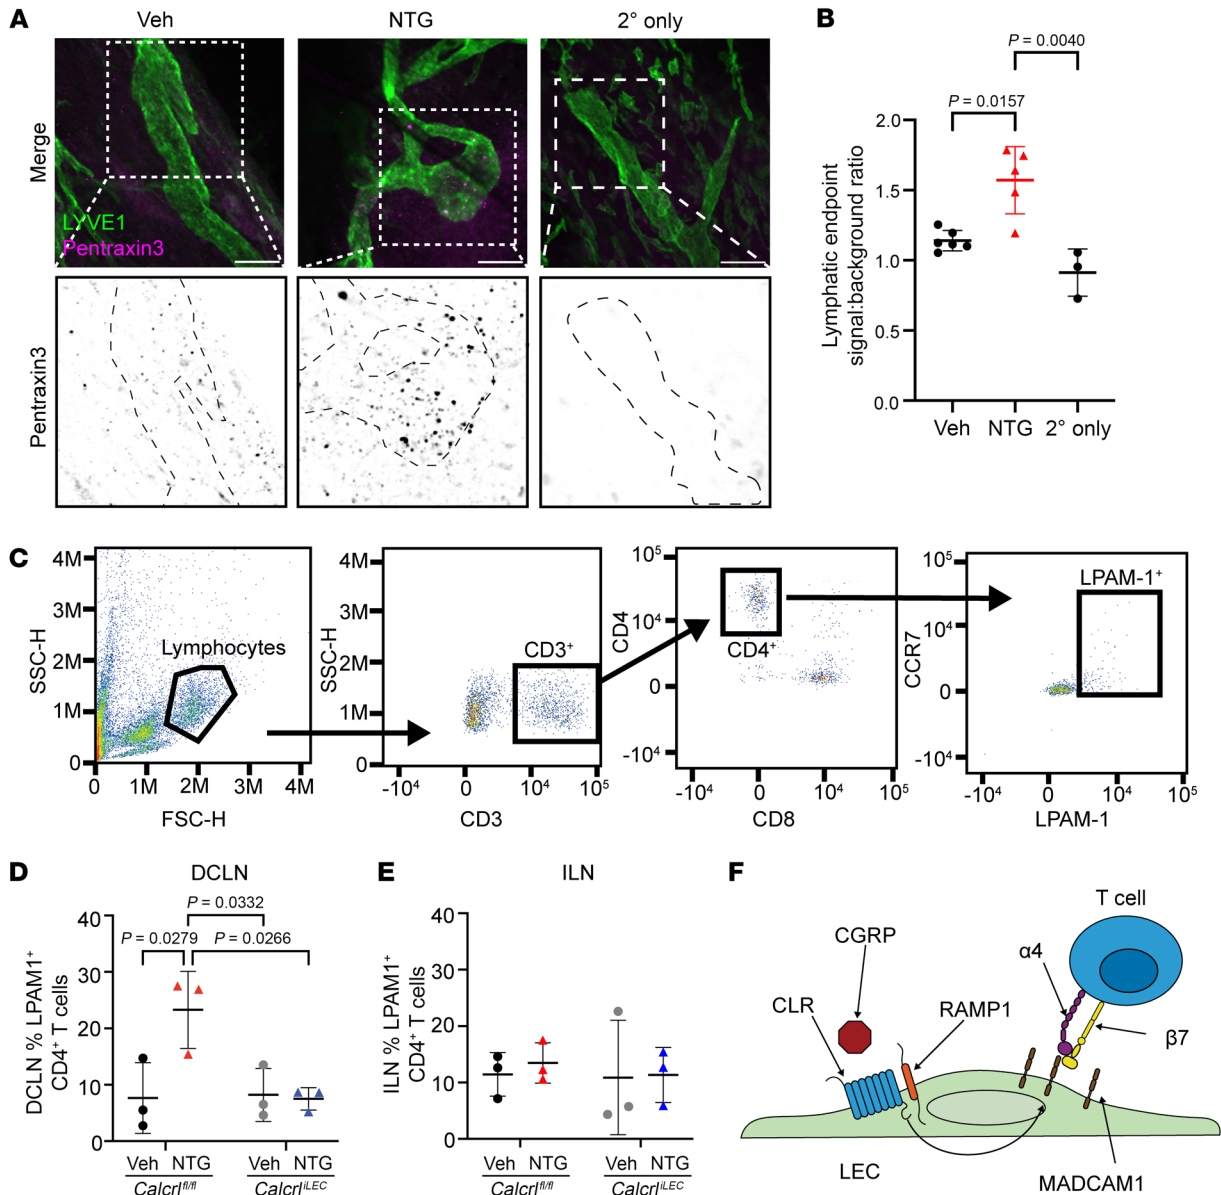 A
Veh
NTG
2° only
Merge
LYVE1
Pentraxin3
Pentraxin3
B
P = 0.0040
P = 0.0157
Lymphatic endpoint
signal:background ratio
2.0
1.5
1.0
0.5
0.0
Veh
NTG
2° only
C
4M
3M
2M
1M
0
SSC-H
Lymphocytes
0
1M
2M
3M
4M
FSC-H
4M
3M
2M
1M
0
SSC-H
CD3+
-10⁴
0
10⁴
10⁵
CD3
10⁵
10⁴
0
-10⁴
CD4
CD4+
-10⁴
0
10⁴
10⁵
CD8
10⁵
10⁴
0
-10⁴
CCR7
LPAM-1+
-10⁴
0
10⁴
10⁵
LPAM-1
D
DCLN
P = 0.0332
P = 0.0279
P = 0.0266
DCLN % LPAM1+
CD4+ T cells
40
30
20
10
0
Veh NTG
Veh NTG
Calcrl fl/fl
Calcrl iLEC
E
ILN
ILN % LPAM1+
CD4+ T cells
40
30
20
10
0
Veh NTG
Veh NTG
Calcrl fl/fl
Calcrl iLEC
F
T cell
CGRP
α4
CLR
RAMP1
β7
LEC
MADCAM1